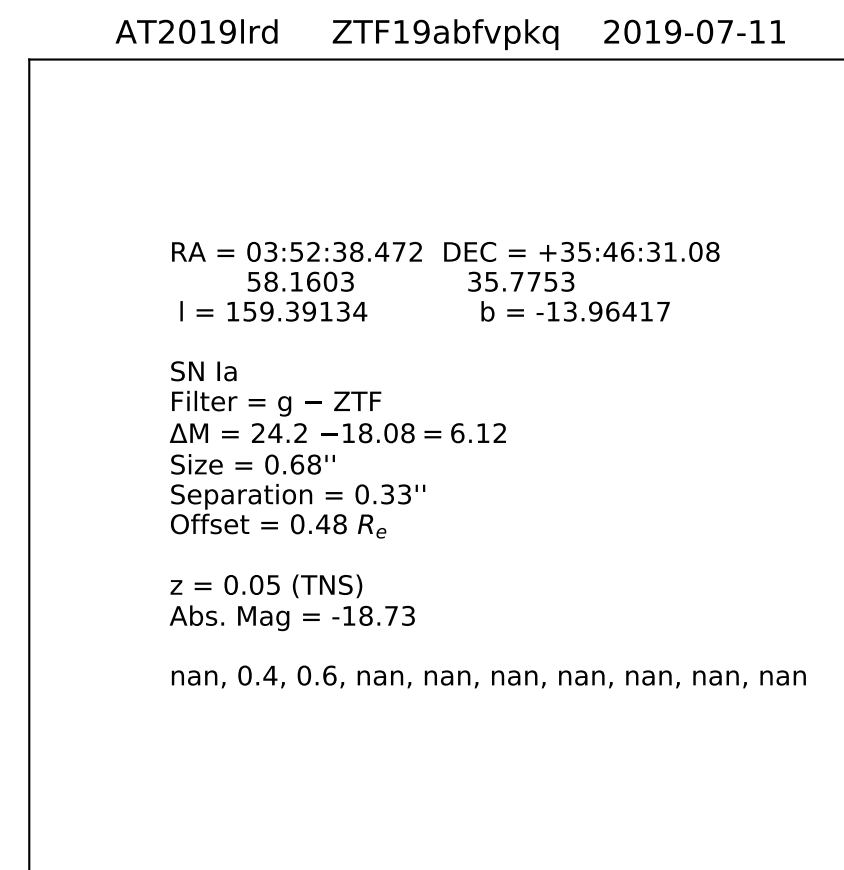 AT2019lrd ZTF19abfvpkq 2019-07-11
RA = 03:52:38.472 DEC = +35:46:31.08
58.1603 35.7753
l = 159.39134 b = -13.96417
SN Ia
Filter = g − ZTF
ΔM = 24.2 −18.08 = 6.12
Size = 0.68''
Separation = 0.33''
Offset = 0.48 Re
z = 0.05 (TNS)
Abs. Mag = -18.73
nan, 0.4, 0.6, nan, nan, nan, nan, nan, nan, nan